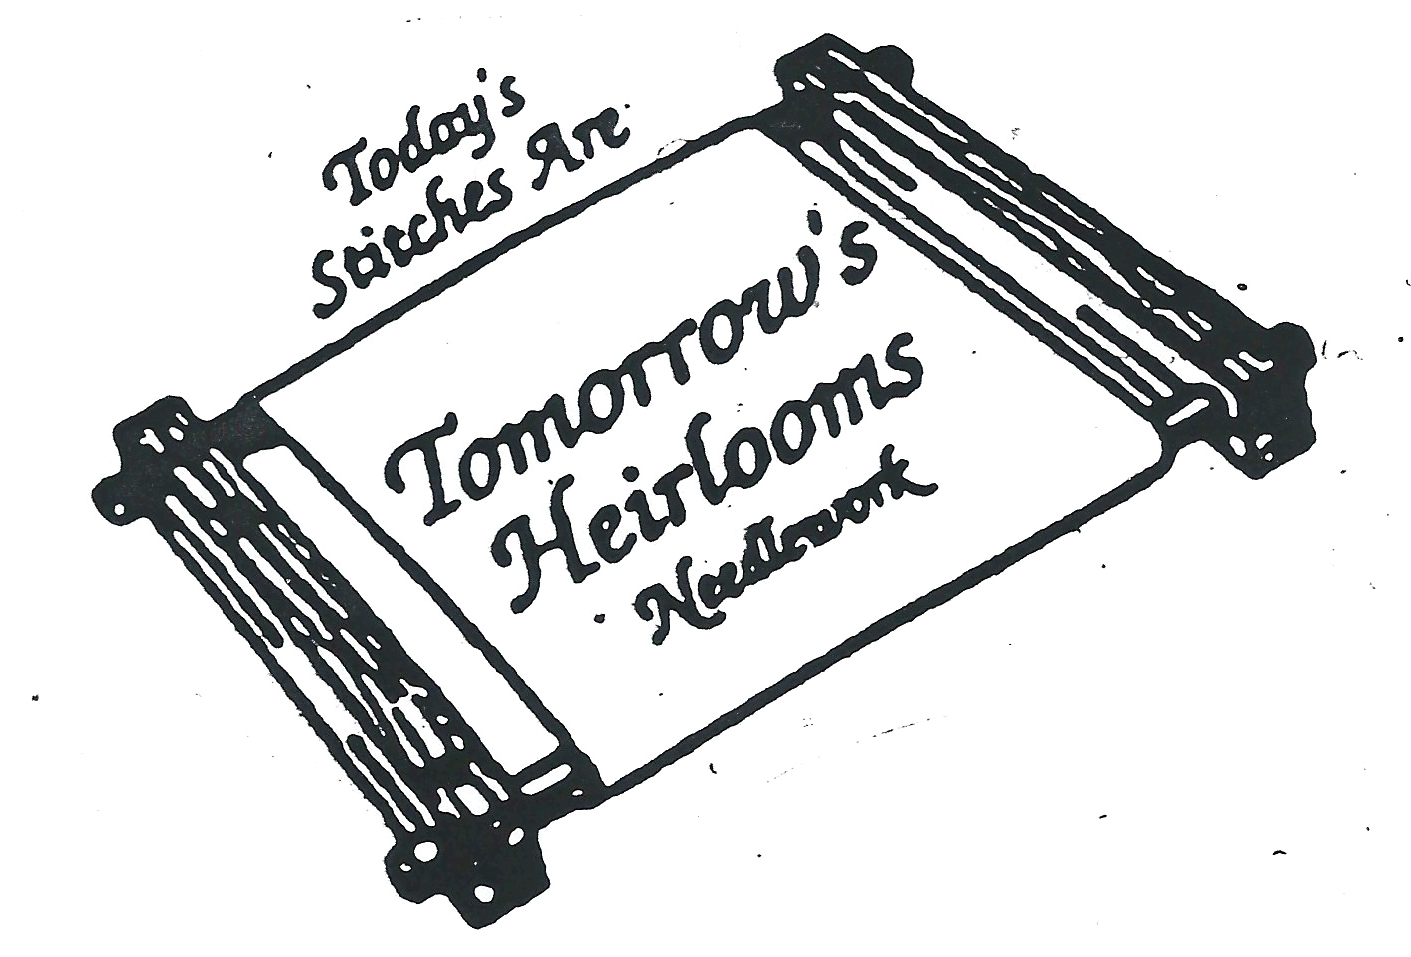 Today's
Stitches Are
Tomorrow's
Heirlooms
Needlework